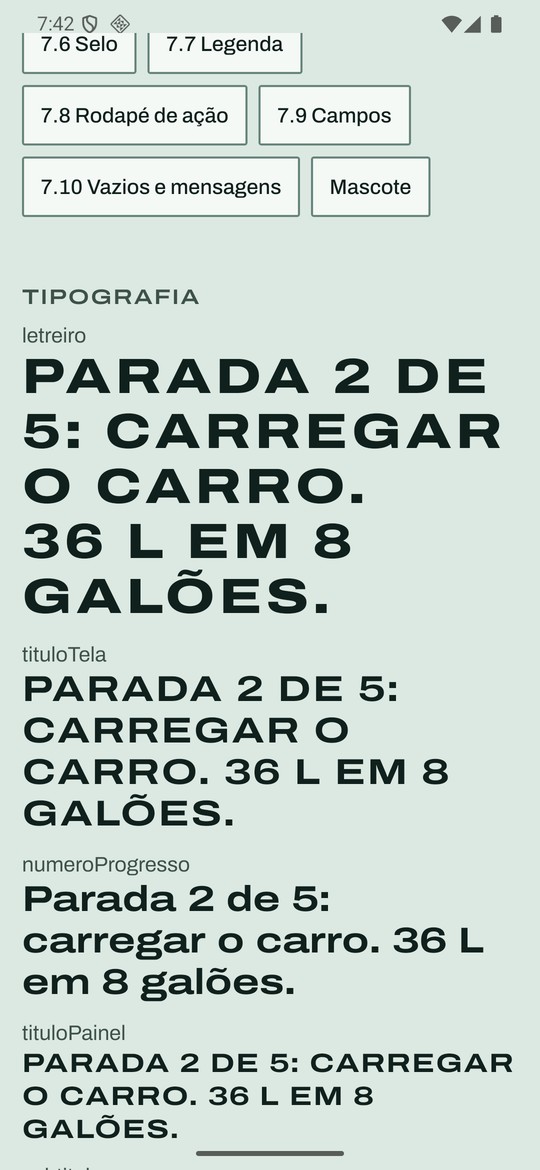 7:42
7.6 Selo
7.7 Legenda
7.8 Rodapé de ação
7.9 Campos
7.10 Vazios e mensagens
Mascote
TIPOGRAFIA
letreiro
PARADA 2 DE
5: CARREGAR
O CARRO.
36 L EM 8
GALÕES.
tituloTela
PARADA 2 DE 5:
CARREGAR O
CARRO. 36 L EM 8
GALÕES.
numeroProgresso
Parada 2 de 5:
carregar o carro. 36 L
em 8 galões.
tituloPainel
PARADA 2 DE 5: CARREGAR
O CARRO. 36 L EM 8
GALÕES.